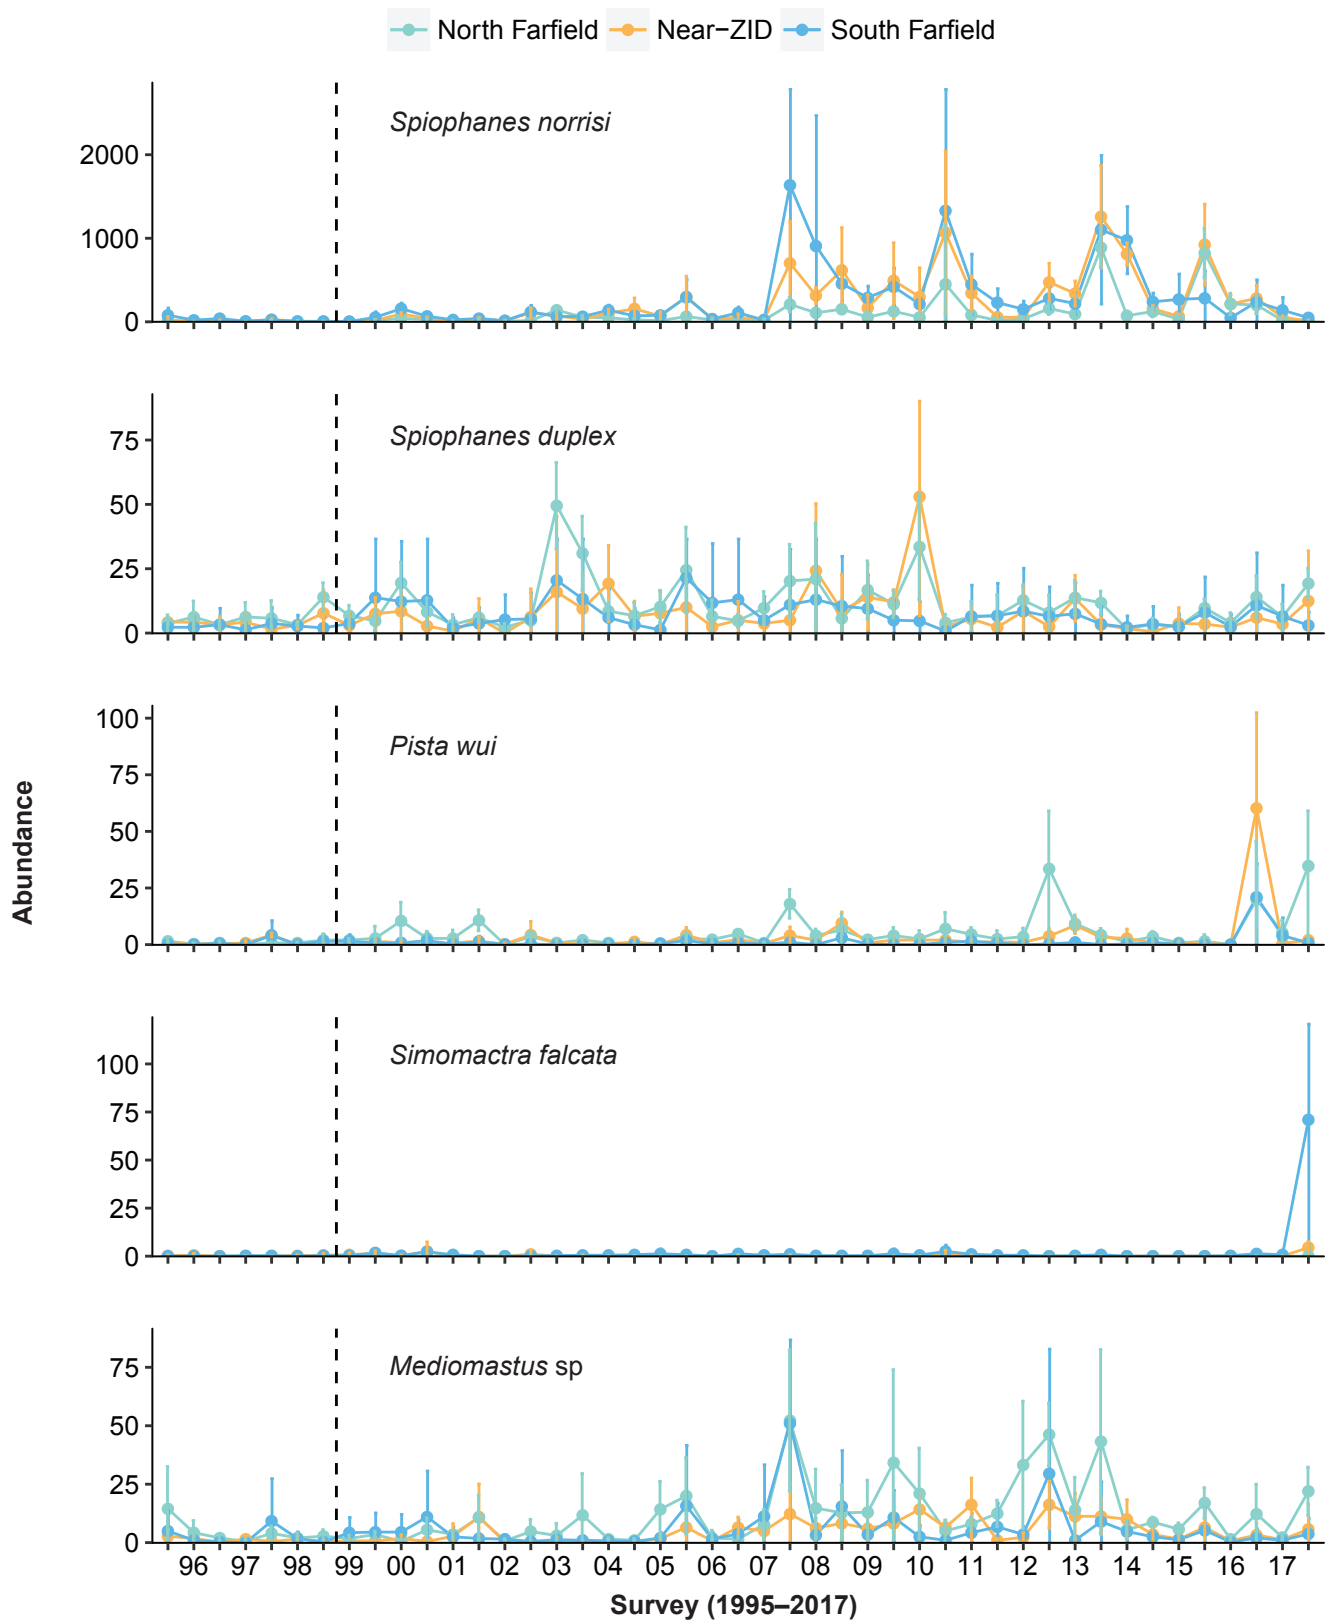 North Farfield Near−ZID South Farfield
Spiophanes norrisi
2000
1000
0
Spiophanes duplex
75
50
25
0
Pista wui
100
75
50
25
0
Abundance
Simomactra falcata
100
75
50
25
0
Mediomastus sp
75
50
25
0
96 97 98 99 00 01 02 03 04 05 06 07 08 09 10 11 12 13 14 15 16 17
Survey (1995–2017)